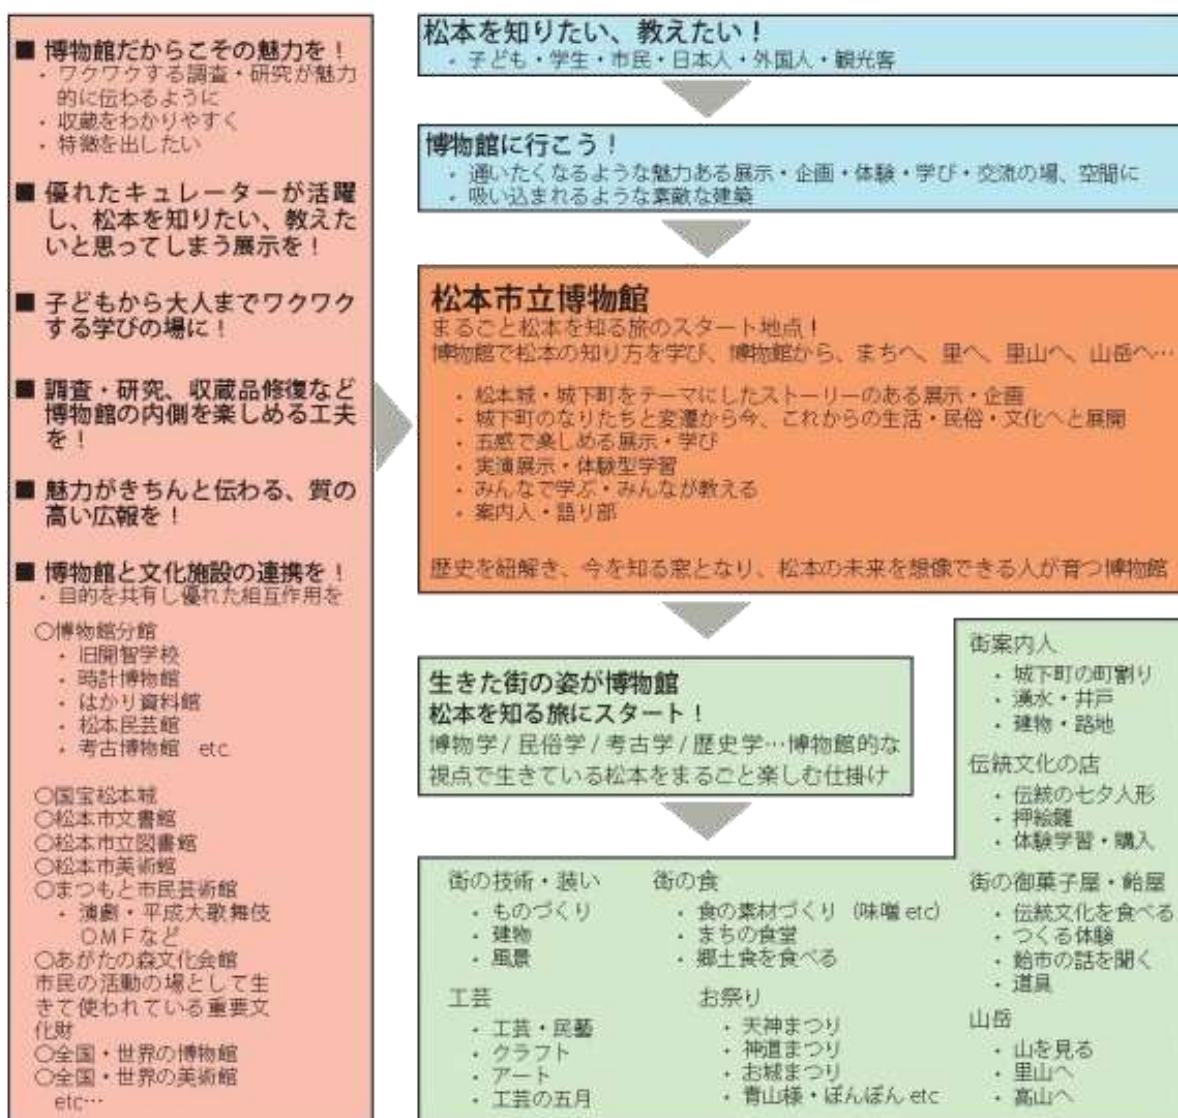 ■ 博物館だからこその魅力を！
・ ワクワクする調査・研究が魅力
的に伝わるように
・ 収蔵をわかりやすく
・ 特徴を出したい
■ 優れたキュレーターが活躍
し、松本を知りたい、教えた
いと思ってしまう展示を！
■ 子どもから大人までワクワク
する学びの場に！
■ 調査・研究、収蔵品修復など
博物館の内側を楽しめる工夫
を！
■ 魅力がきちんと伝わる、質の
高い広報を！
■ 博物館と文化施設の連携を！
・ 目的を共有し優れた相互作用を
○博物館分館
・ 旧開智学校
・ 時計博物館
・ はかり資料館
・ 松本民芸館
・ 考古博物館　etc
○国宝松本城
○松本市文書館
○松本市立図書館
○松本市美術館
○まつもと市民芸術館
・ 演劇・平成大歌舞伎
ＯＭＦなど
○あがたの森文化会館
市民の活動の場として生
きて使われている重要文
化財
○全国・世界の博物館
○全国・世界の美術館
etc…
松本を知りたい、教えたい！
・ 子ども・学生・市民・日本人・外国人・観光客
博物館に行こう！
・ 通いたくなるような魅力ある展示・企画・体験・学び・交流の場、空間に
・ 吸い込まれるような素敵な建築
松本市立博物館
まるごと松本を知る旅のスタート地点！
博物館で松本の知り方を学び、博物館から、まちへ、里へ、里山へ、山岳へ…
・ 松本城・城下町をテーマにしたストーリーのある展示・企画
・ 城下町のなりたちと変遷から今、これからの生活・民俗・文化へと展開
・ 五感で楽しめる展示・学び
・ 実演展示・体験型学習
・ みんなで学ぶ・みんなが教える
・ 案内人・語り部
歴史を紐解き、今を知る窓となり、松本の未来を想像できる人が育つ博物館
生きた街の姿が博物館
松本を知る旅にスタート！
博物学 / 民俗学 / 考古学 / 歴史学…博物館的な
視点で生きている松本をまるごと楽しむ仕掛け
街の技術・装い
・ ものづくり
・ 建物
・ 風景
街の食
・ 食の素材づくり （味噌 etc）
・ まちの食堂
・ 郷土食を食べる
工芸
・ 工芸・民藝
・ クラフト
・ アート
・ 工芸の五月
お祭り
・ 天神まつり
・ 神道まつり
・ お城まつり
・ 青山様・ぼんぼん etc
街案内人
・ 城下町の町割り
・ 湧水・井戸
・ 建物・路地
伝統文化の店
・ 伝統の七夕人形
・ 押絵雛
・ 体験学習・購入
街の御菓子屋・飴屋
・ 伝統文化を食べる
・ つくる体験
・ 飴市の話を聞く
・ 道具
山岳
・ 山を見る
・ 里山へ
・ 高山へ